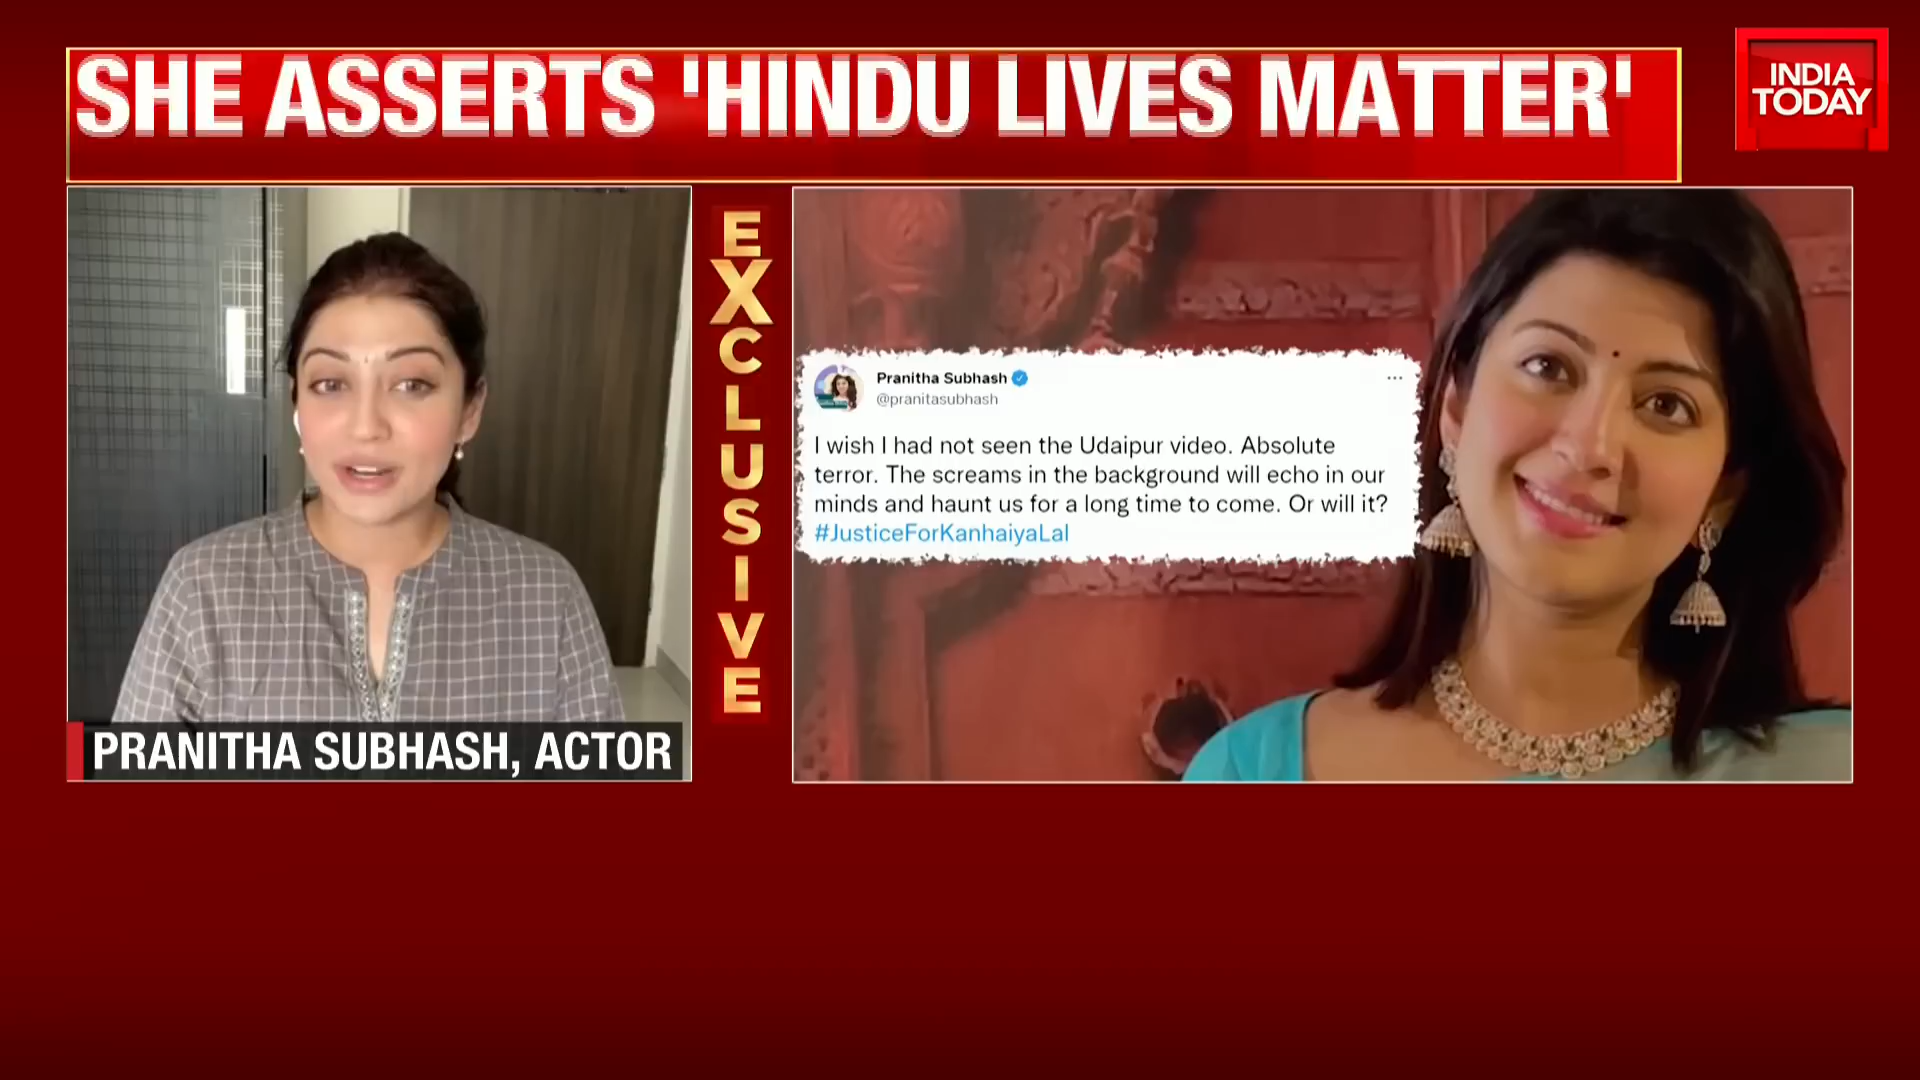 SHE ASSERTS 'HINDU LIVES MATTER'
INDIA
TODAY
EXCLUSIVE
Pranitha Subhash
@pranitasubhash
I wish I had not seen the Udaipur video. Absolute
terror. The screams in the background will echo in our
minds and haunt us for a long time to come. Or will it?
#JusticeForKanhaiyaLal
PRANITHA SUBHASH, ACTOR